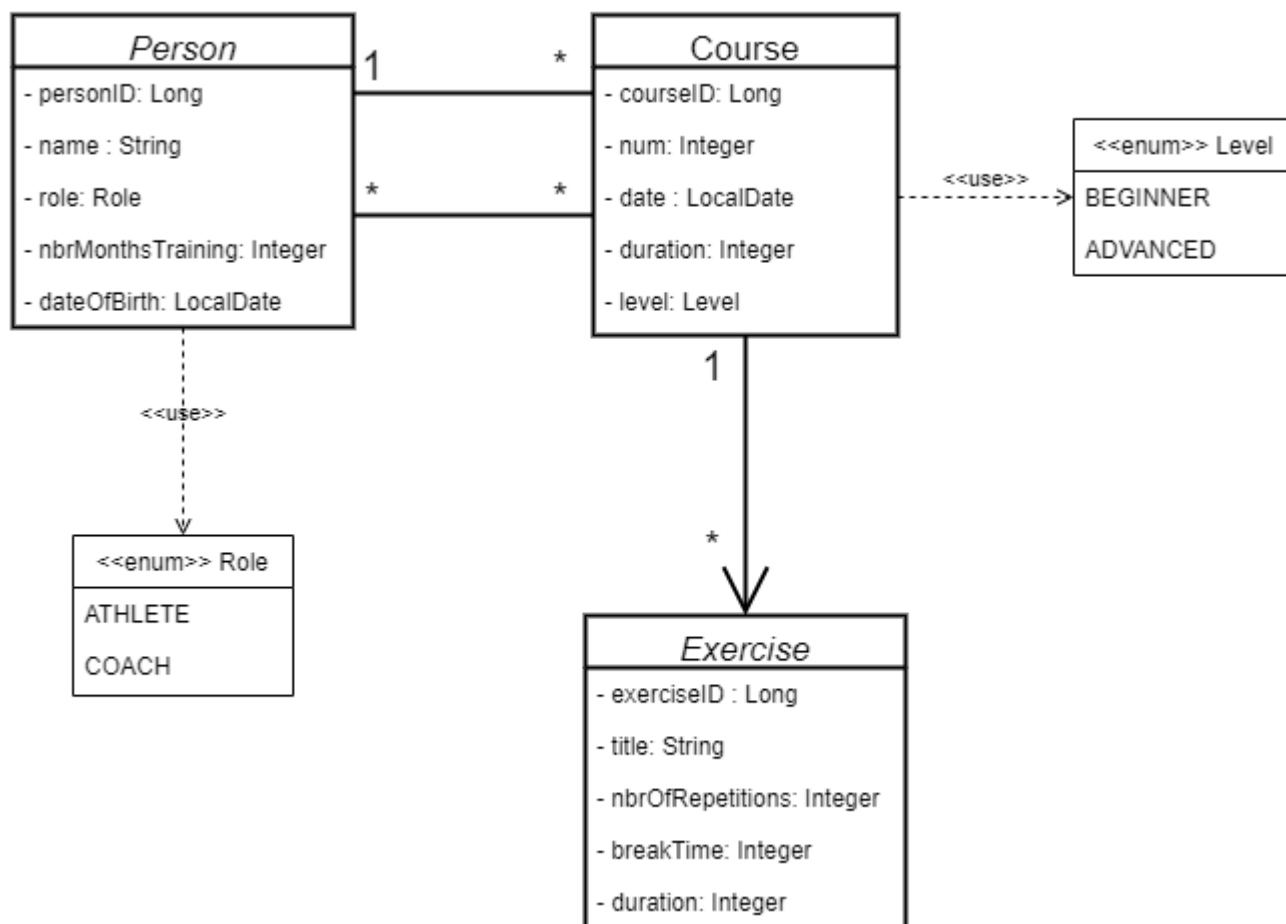 Person
- personID: Long
- name : String
- role: Role
- nbrMonthsTraining: Integer
- dateOfBirth: LocalDate
1
*
*
*
Course
- courseID: Long
- num: Integer
- date : LocalDate
- duration: Integer
- level: Level
<<use>>
<<enum>> Level
BEGINNER
ADVANCED
<<use>>
<<enum>> Role
ATHLETE
COACH
1
*
Exercise
- exerciseID : Long
- title: String
- nbrOfRepetitions: Integer
- breakTime: Integer
- duration: Integer